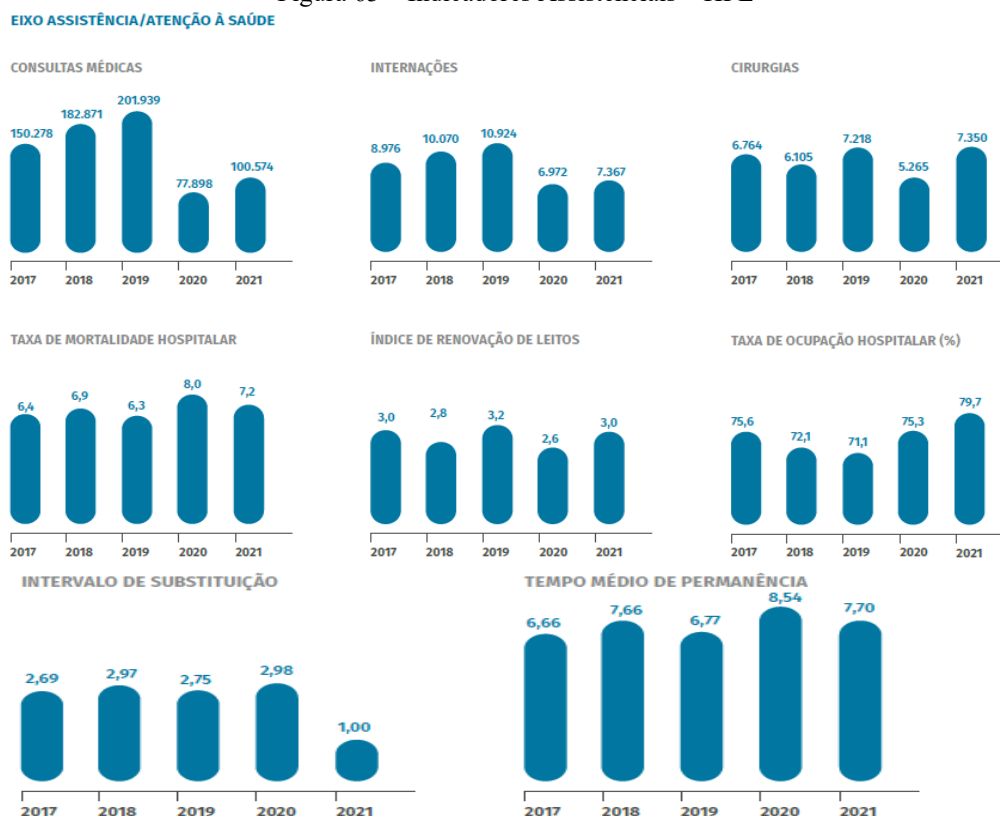 EIXO ASSISTÊNCIA/ATENÇÃO À SAÚDE
CONSULTAS MÉDICAS
150.278
182.871
201.939
77.898
100.574
2017 2018 2019 2020 2021
INTERNAÇÕES
8.976
10.070
10.924
6.972
7.367
2017 2018 2019 2020 2021
CIRURGIAS
6.764
6.105
7.218
5.265
7.350
2017 2018 2019 2020 2021
TAXA DE MORTALIDADE HOSPITALAR
6,4
6,9
6,3
8,0
7,2
2017 2018 2019 2020 2021
ÍNDICE DE RENOVAÇÃO DE LEITOS
3,0
2,8
3,2
2,6
3,0
2017 2018 2019 2020 2021
TAXA DE OCUPAÇÃO HOSPITALAR (%)
75,6
72,1
71,1
75,3
79,7
2017 2018 2019 2020 2021
INTERVALO DE SUBSTITUIÇÃO
2,69
2,97
2,75
2,98
1,00
2017 2018 2019 2020 2021
TEMPO MÉDIO DE PERMANÊNCIA
6,66
7,66
6,77
8,54
7,70
2017 2018 2019 2020 2021